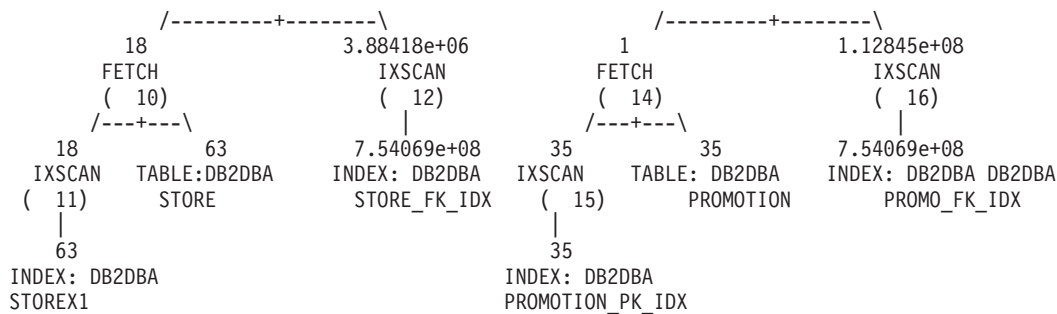 /---------+--------\                    /---------+--------\
18                3.88418e+06               1                1.12845e+08
FETCH                IXSCAN                FETCH               IXSCAN
( 10)                ( 12)                ( 14)               ( 16)
/---+---\                |                /---+---\                |
18          63          7.54069e+08     35          35          7.54069e+08
IXSCAN   TABLE:DB2DBA   INDEX: DB2DBA   IXSCAN   TABLE: DB2DBA   INDEX: DB2DBA DB2DBA
( 11)       STORE       STORE_FK_IDX   ( 15)       PROMOTION       PROMO_FK_IDX
|                                        |
63                                      35
INDEX: DB2DBA                           INDEX: DB2DBA
STOREX1                                 PROMOTION_PK_IDX